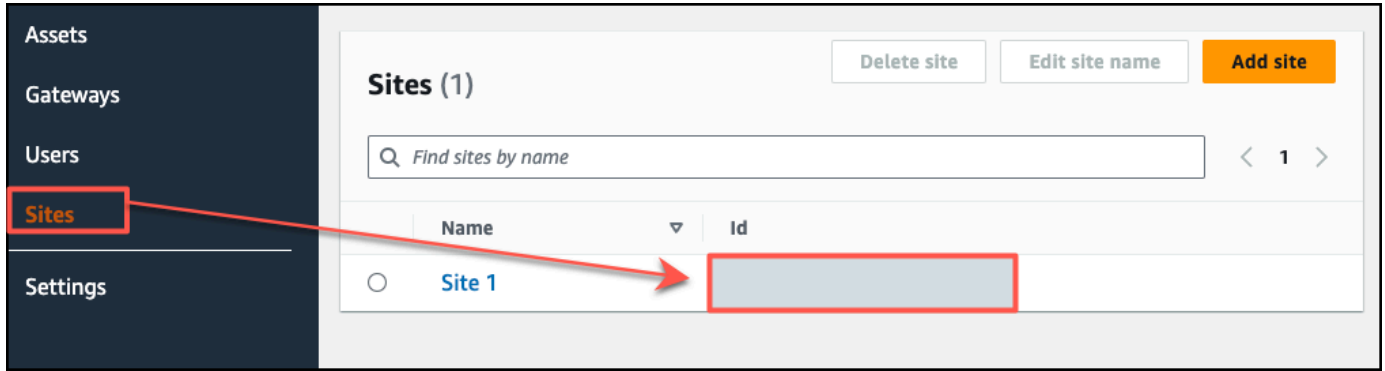 Assets
Gateways
Users
Sites
Settings
Sites (1)
Delete site
Edit site name
Add site
Find sites by name
1
Name
Id
Site 1